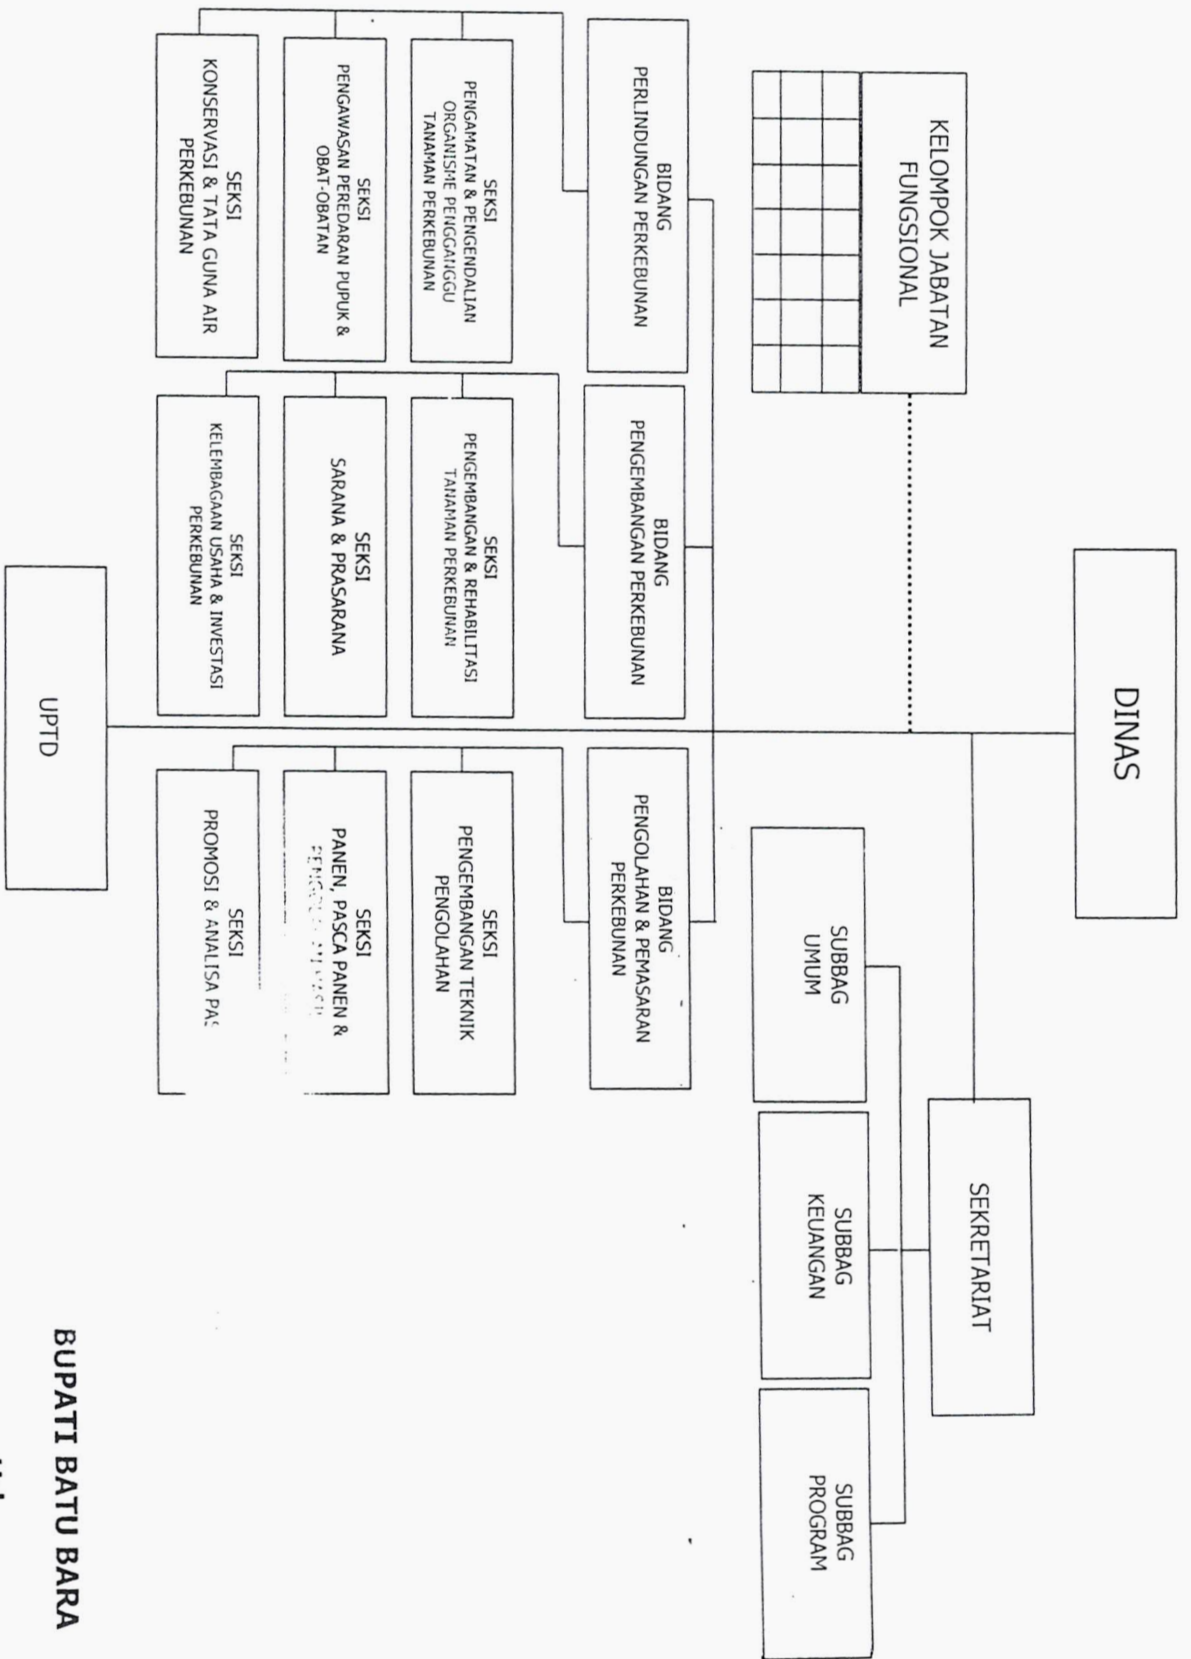 DINAS
KELOMPOK JABATAN
FUNGSIONAL
SEKRETARIAT
SUBBAG
UMUM
SUBBAG
KEUANGAN
SUBBAG
PROGRAM
BIDANG
PERLINDUNGAN PERKEBUNAN
BIDANG
PENGEMBANGAN PERKEBUNAN
BIDANG
PENGOLAHAN & PEMASARAN
PERKEBUNAN
SEKSI
PENGAMATAN & PENGENDALIAN
ORGANISME PENGGANGGU
TANAMAN PERKEBUNAN
SEKSI
PENGEMBANGAN & REHABILITASI
TANAMAN PERKEBUNAN
SEKSI
PENGEMBANGAN TEKNIK
PENGOLAHAN
SEKSI
PENGAWASAN PEREDARAN PUPUK &
OBAT-OBATAN
SEKSI
SARANA & PRASARANA
SEKSI
PANEN, PASCA PANEN &
SEKSI
KONSERVASI & TATA GUNA AIR
PERKEBUNAN
SEKSI
KELEMBAGAAN USAHA & INVESTASI
PERKEBUNAN
SEKSI
PROMOSI & ANALISA
UPTD
BUPATI BATU BARA